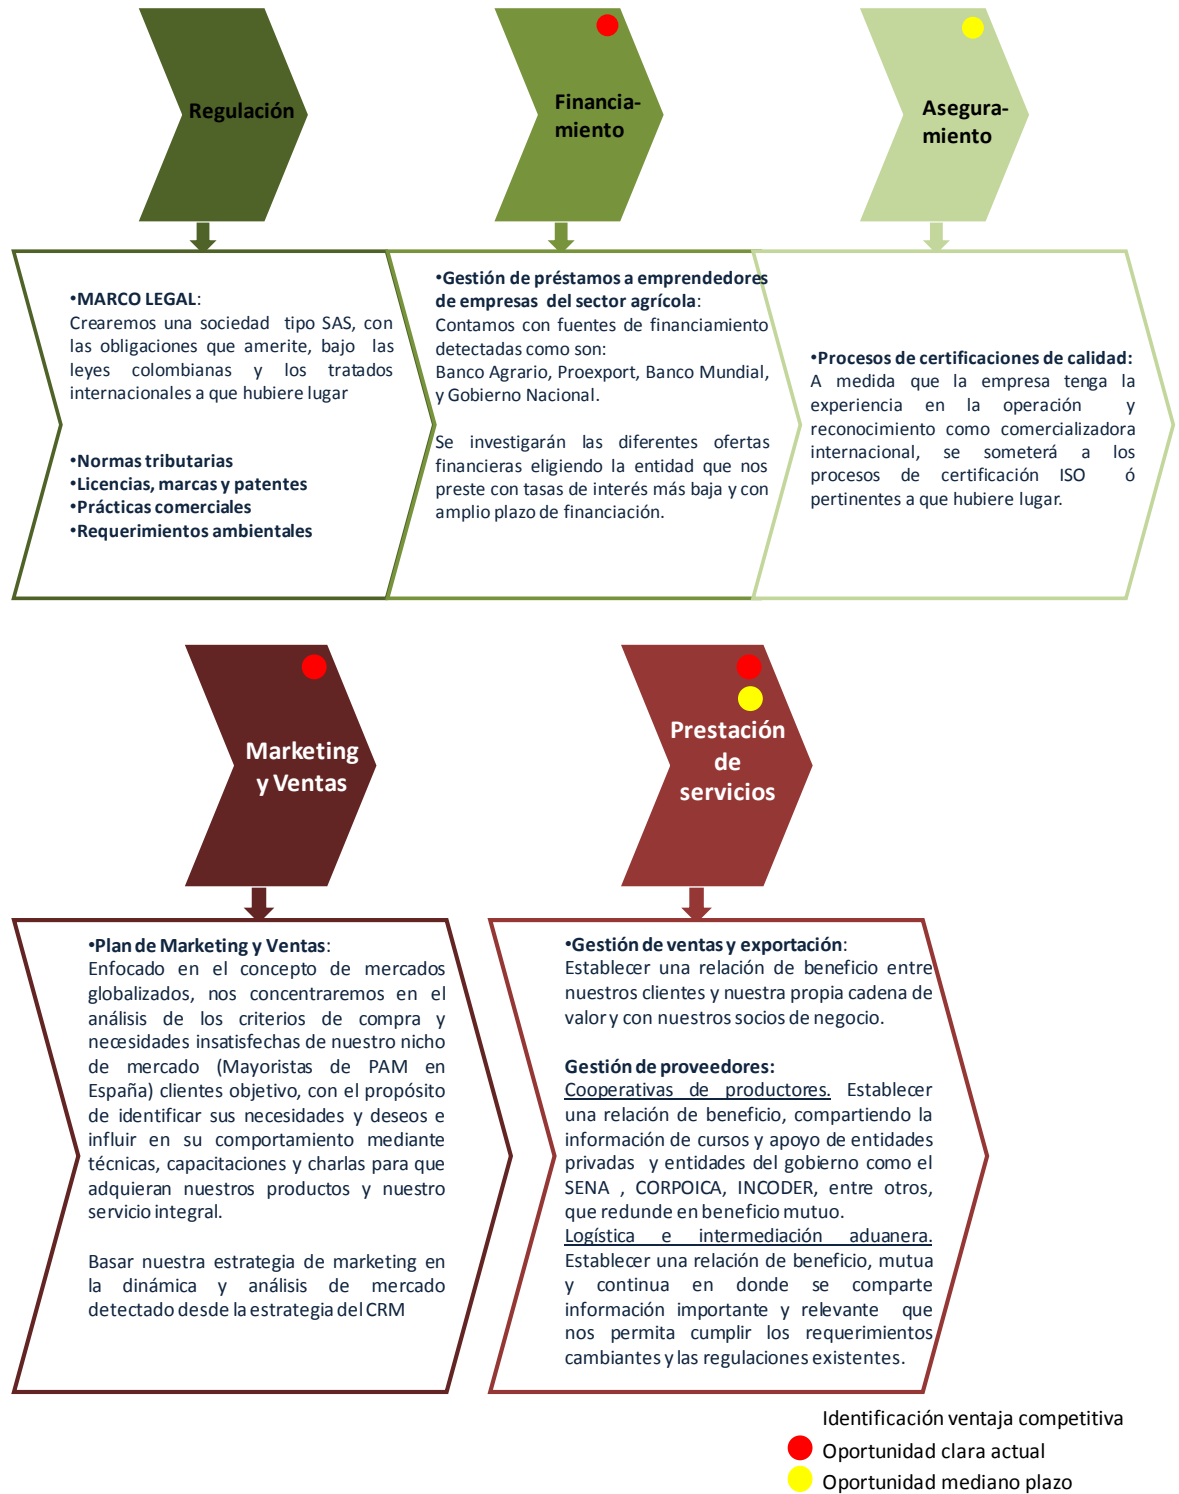 Regulación
Financia-
miento
Asegura-
miento
•MARCO LEGAL:
Crearemos una sociedad tipo SAS, con
las obligaciones que amerite, bajo las
leyes colombianas y los tratados
internacionales a que hubiere lugar
•Normas tributarias
•Licencias, marcas y patentes
•Prácticas comerciales
•Requerimientos ambientales
•Gestión de préstamos a emprendedores
de empresas del sector agrícola:
Contamos con fuentes de financiamiento
detectadas como son:
Banco Agrario, Proexport, Banco Mundial,
y Gobierno Nacional.
Se investigarán las diferentes ofertas
financieras eligiendo la entidad que nos
preste con tasas de interés más baja y con
amplio plazo de financiación.
•Procesos de certificaciones de calidad:
A medida que la empresa tenga la
experiencia en la operación y
reconocimiento como comercializadora
internacional, se someterá a los
procesos de certificación ISO ó
pertinentes a que hubiere lugar.
Marketing
y Ventas
Prestación
de
servicios
•Plan de Marketing y Ventas:
Enfocado en el concepto de mercados
globalizados, nos concentraremos en el
análisis de los criterios de compra y
necesidades insatisfechas de nuestro nicho
de mercado (Mayoristas de PAM en
España) clientes objetivo, con el propósito
de identificar sus necesidades y deseos e
influir en su comportamiento mediante
técnicas, capacitaciones y charlas para que
adquieran nuestros productos y nuestro
servicio integral.
Basar nuestra estrategia de marketing en
la dinámica y análisis de mercado
detectado desde la estrategia del CRM
•Gestión de ventas y exportación:
Establecer una relación de beneficio entre
nuestros clientes y nuestra propia cadena de
valor y con nuestros socios de negocio.
Gestión de proveedores:
Cooperativas de productores. Establecer
una relación de beneficio, compartiendo la
información de cursos y apoyo de entidades
privadas y entidades del gobierno como el
SENA , CORPOICA, INCODER, entre otros,
que redunde en beneficio mutuo.
Logística e intermediación aduanera.
Establecer una relación de beneficio, mutua
y continua en donde se comparte
información importante y relevante que
nos permita cumplir los requerimientos
cambiantes y las regulaciones existentes.
Identificación ventaja competitiva
Oportunidad clara actual
Oportunidad mediano plazo